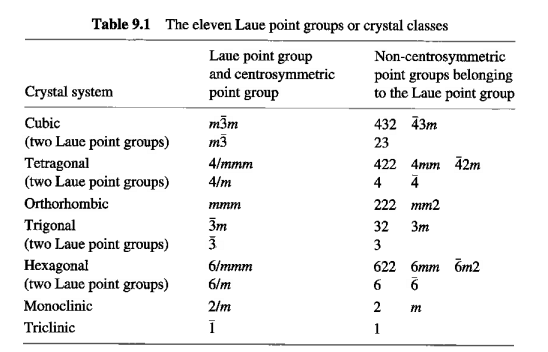 Table 9.1 The eleven Laue point groups or crystal classes
Laue point group Non-centrosymmetric
and centrosymmetric point groups belonging
Crystal system point group to the Laue point group
Cubic m3̅m 432 4̅3m
(two Laue point groups) m3̅ 23
Tetragonal 4/mmm 422 4mm 4̅2m
(two Laue point groups) 4/m 4 4̅
Orthorhombic mmm 222 mm2
Trigonal 3̅m 32 3m
(two Laue point groups) 3̅ 3
Hexagonal 6/mmm 622 6mm 6̅m2
(two Laue point groups) 6/m 6 6̅
Monoclinic 2/m 2 m
Triclinic 1̅ 1